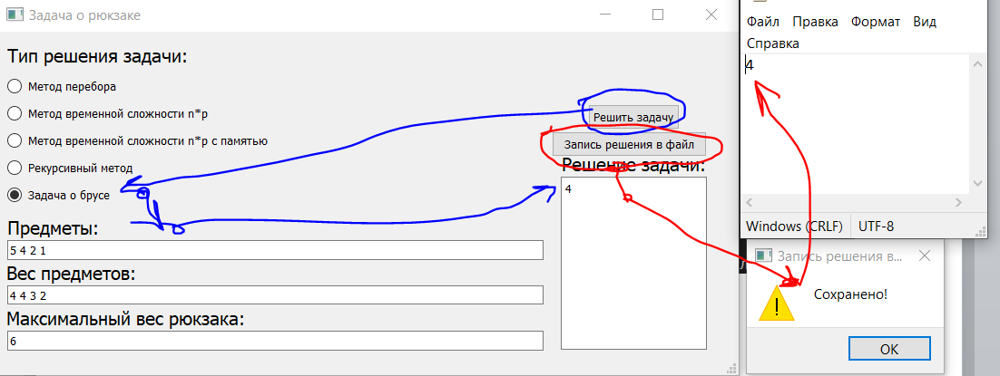 Задача о рюкзаке
Тип решения задачи:
Метод перебора
Метод временной сложности n*p
Метод временной сложности n*p с памятью
Рекурсивный метод
Задача о брусе
Предметы:
5 4 2 1
Вес предметов:
4 4 3 2
Максимальный вес рюкзака:
6
Решить задачу
Запись решения в файл
Решение задачи:
4
Файл Правка Формат Вид
Справка
4
Windows (CRLF) UTF-8
Запись решения в...
Сохранено!
OK